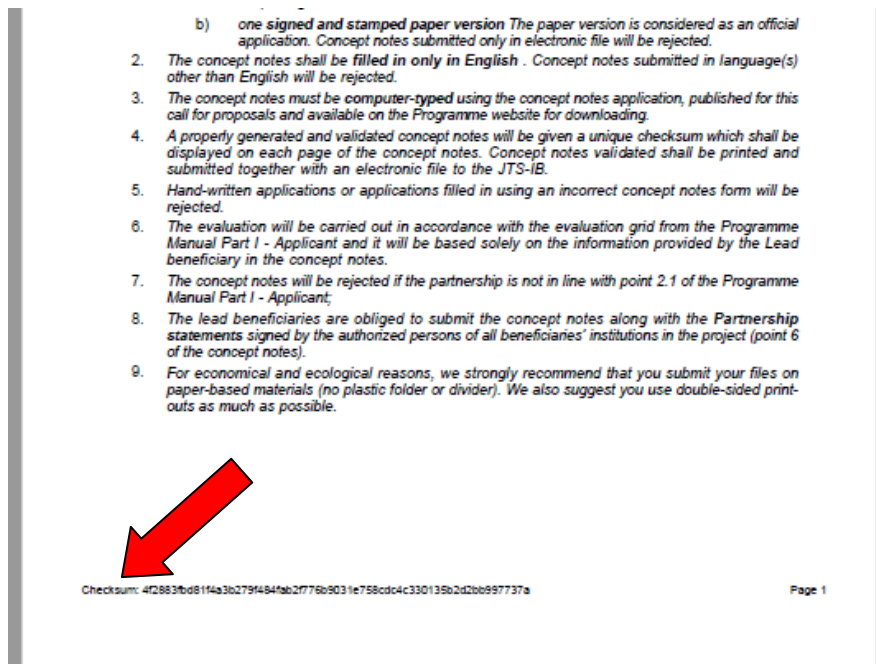 b) one signed and stamped paper version The paper version is considered as an official
application. Concept notes submitted only in electronic file will be rejected.
2. The concept notes shall be filled in only in English . Concept notes submitted in language(s)
other than English will be rejected.
3. The concept notes must be computer-typed using the concept notes application, published for this
call for proposals and available on the Programme website for downloading.
4. A properly generated and validated concept notes will be given a unique checksum which shall be
displayed on each page of the concept notes. Concept notes validated shall be printed and
submitted together with an electronic file to the JTS-IB.
5. Hand-written applications or applications filled in using an incorrect concept notes form will be
rejected.
6. The evaluation will be carried out in accordance with the evaluation grid from the Programme
Manual Part I - Applicant and it will be based solely on the information provided by the Lead
beneficiary in the concept notes.
7. The concept notes will be rejected if the partnership is not in line with point 2.1 of the Programme
Manual Part I - Applicant;
8. The lead beneficiaries are obliged to submit the concept notes along with the Partnership
statements signed by the authorized persons of all beneficiaries' institutions in the project (point 6
of the concept notes).
9. For economical and ecological reasons, we strongly recommend that you submit your files on
paper-based materials (no plastic folder or divider). We also suggest you use double-sided print-
outs as much as possible.
Checksum: 4f2883fbd81f4a3b279f484fab2f776b9031e758cdc4c330135b2d2bb997737a Page 1